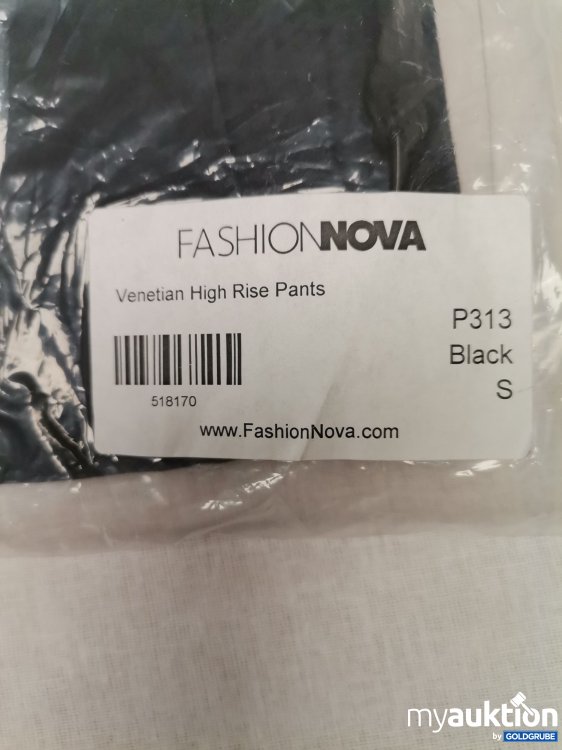 FASHIONNOVA
Venetian High Rise Pants
P313
Black
S
518170
www.FashionNova.com
myauktion
by GOLDGRUBE